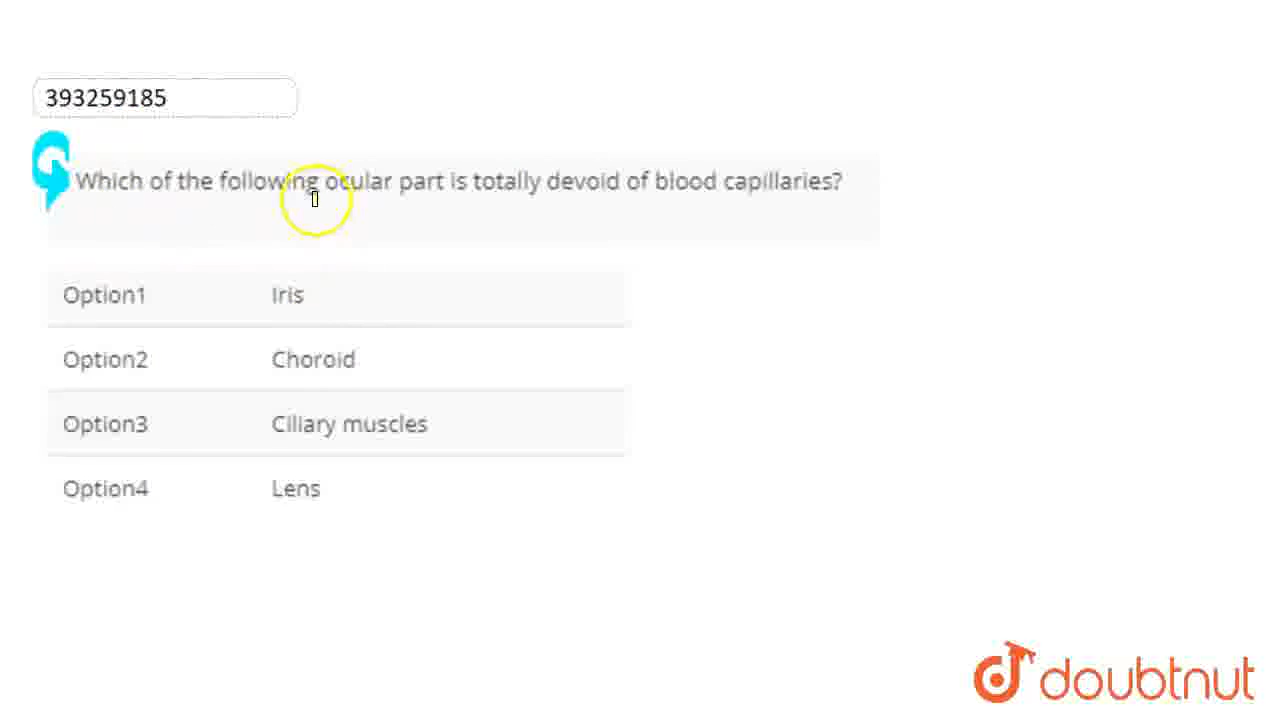 393259185
Which of the following ocular part is totally devoid of blood capillaries?
Option1 Iris
Option2 Choroid
Option3 Ciliary muscles
Option4 Lens
doubtnut